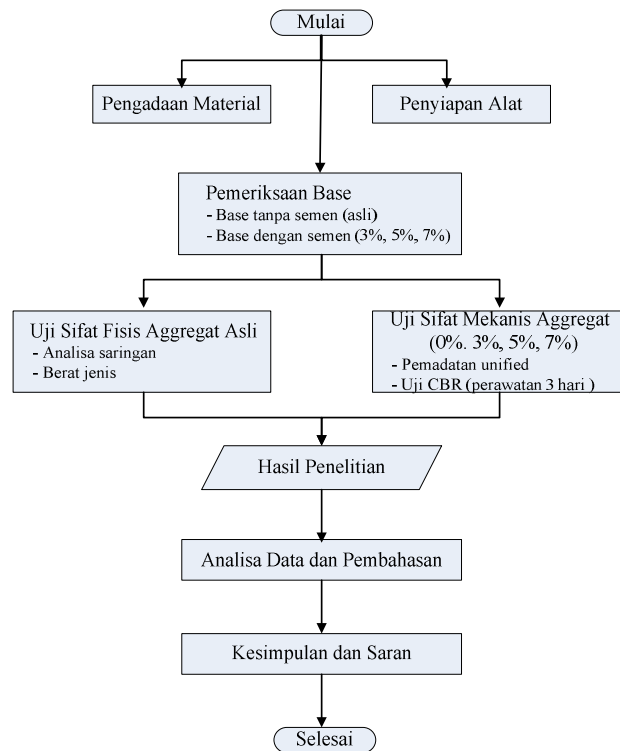 Mulai
Pengadaan Material
Penyiapan Alat
Pemeriksaan Base
- Base tanpa semen (asli)
- Base dengan semen (3%, 5%, 7%)
Uji Sifat Fisis Aggregat Asli
- Analisa saringan
- Berat jenis
Uji Sifat Mekanis Aggregat
(0%. 3%, 5%, 7%)
- Pemadatan unified
- Uji CBR (perawatan 3 hari )
Hasil Penelitian
Analisa Data dan Pembahasan
Kesimpulan dan Saran
Selesai